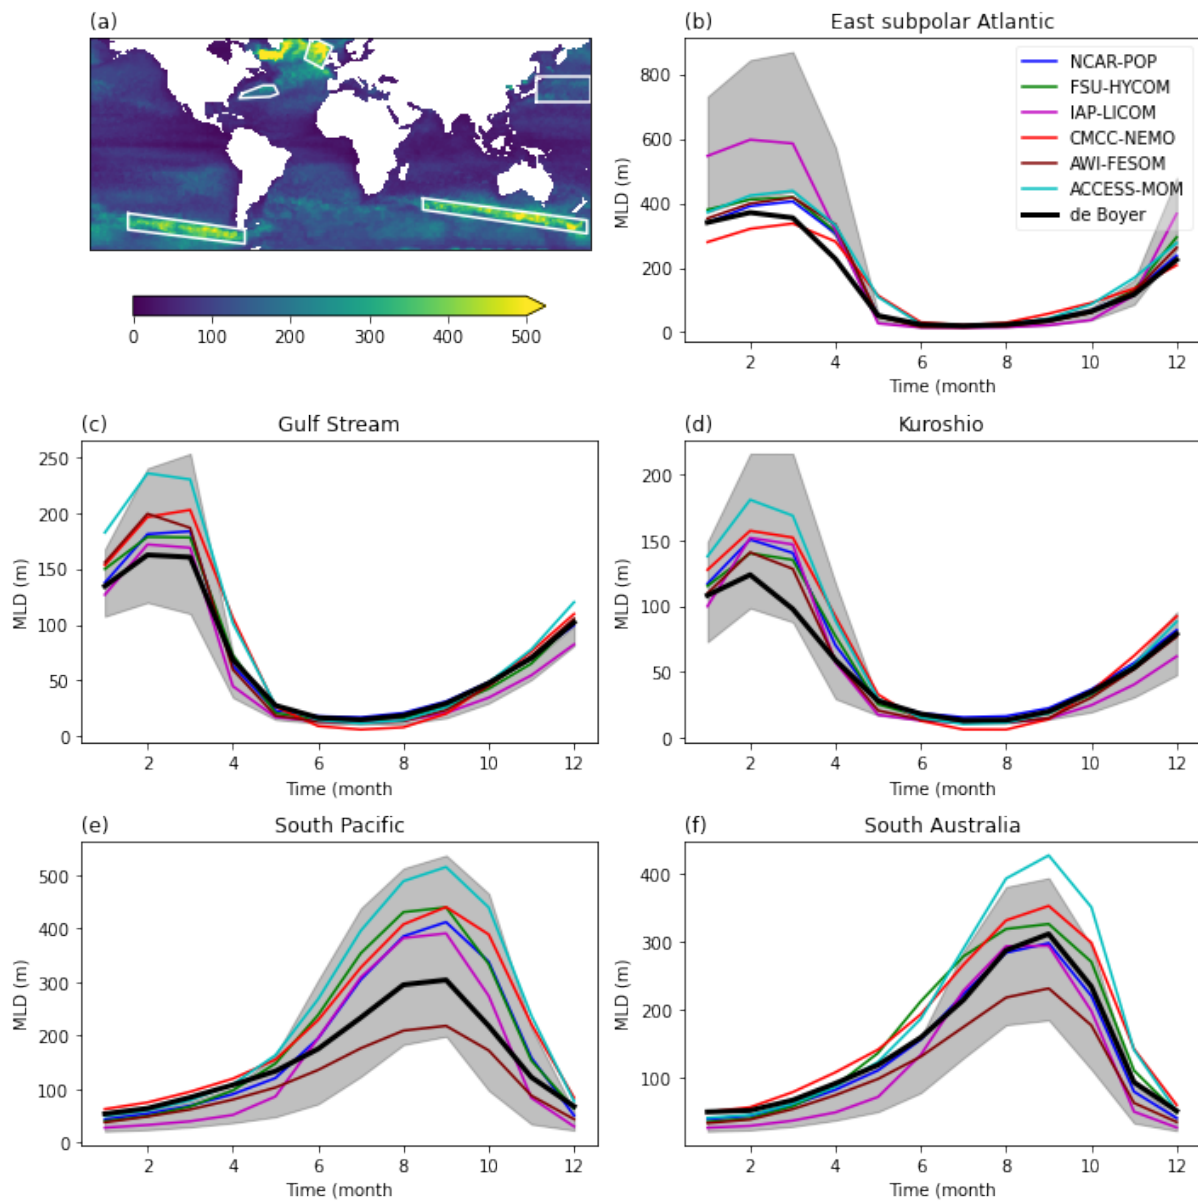 (a)
0 100 200 300 400 500
(b) East subpolar Atlantic
NCAR-POP
FSU-HYCOM
IAP-LICOM
CMCC-NEMO
AWI-FESOM
ACCESS-MOM
de Boyer
MLD (m)
800
600
400
200
0
2 4 6 8 10 12
Time (month
(c) Gulf Stream
MLD (m)
250
200
150
100
50
0
2 4 6 8 10 12
Time (month
(d) Kuroshio
MLD (m)
200
150
100
50
0
2 4 6 8 10 12
Time (month
(e) South Pacific
MLD (m)
500
400
300
200
100
0
2 4 6 8 10 12
Time (month
(f) South Australia
MLD (m)
400
300
200
100
2 4 6 8 10 12
Time (month